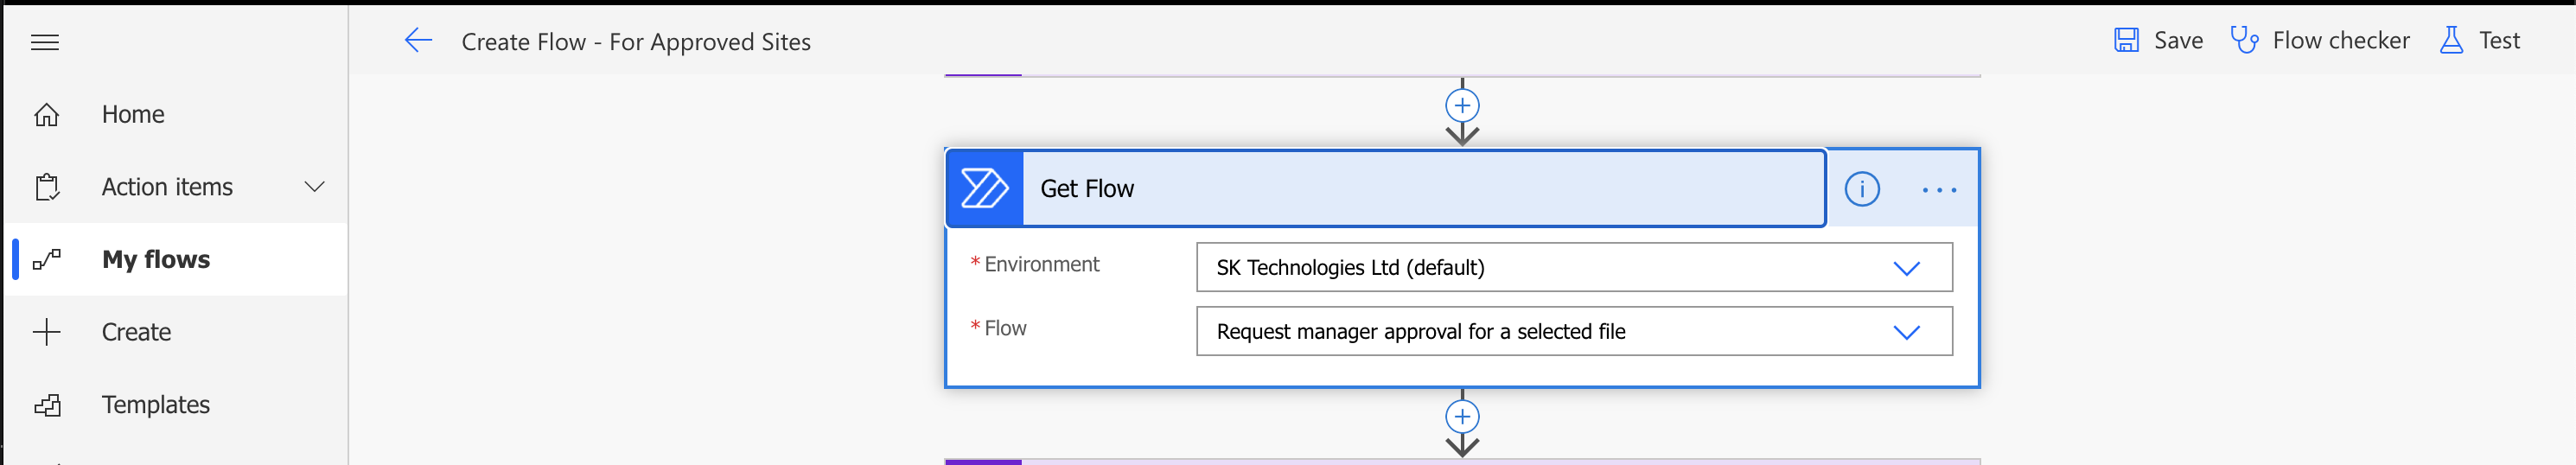 Create Flow - For Approved Sites
Save
Flow checker
Test
Home
Action items
My flows
Create
Templates
Get Flow
* Environment
SK Technologies Ltd (default)
* Flow
Request manager approval for a selected file